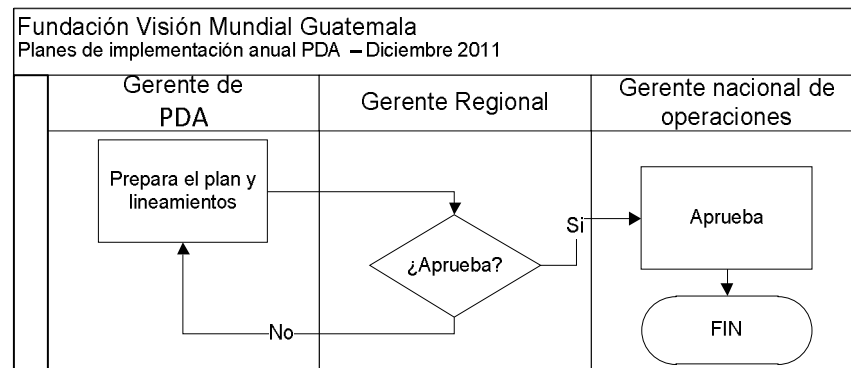 Fundación Visión Mundial Guatemala
Planes de implementación anual PDA – Diciembre 2011
Gerente de
PDA
Gerente Regional
Gerente nacional de
operaciones
Prepara el plan y
lineamientos
¿Aprueba?
Si
Aprueba
No
FIN